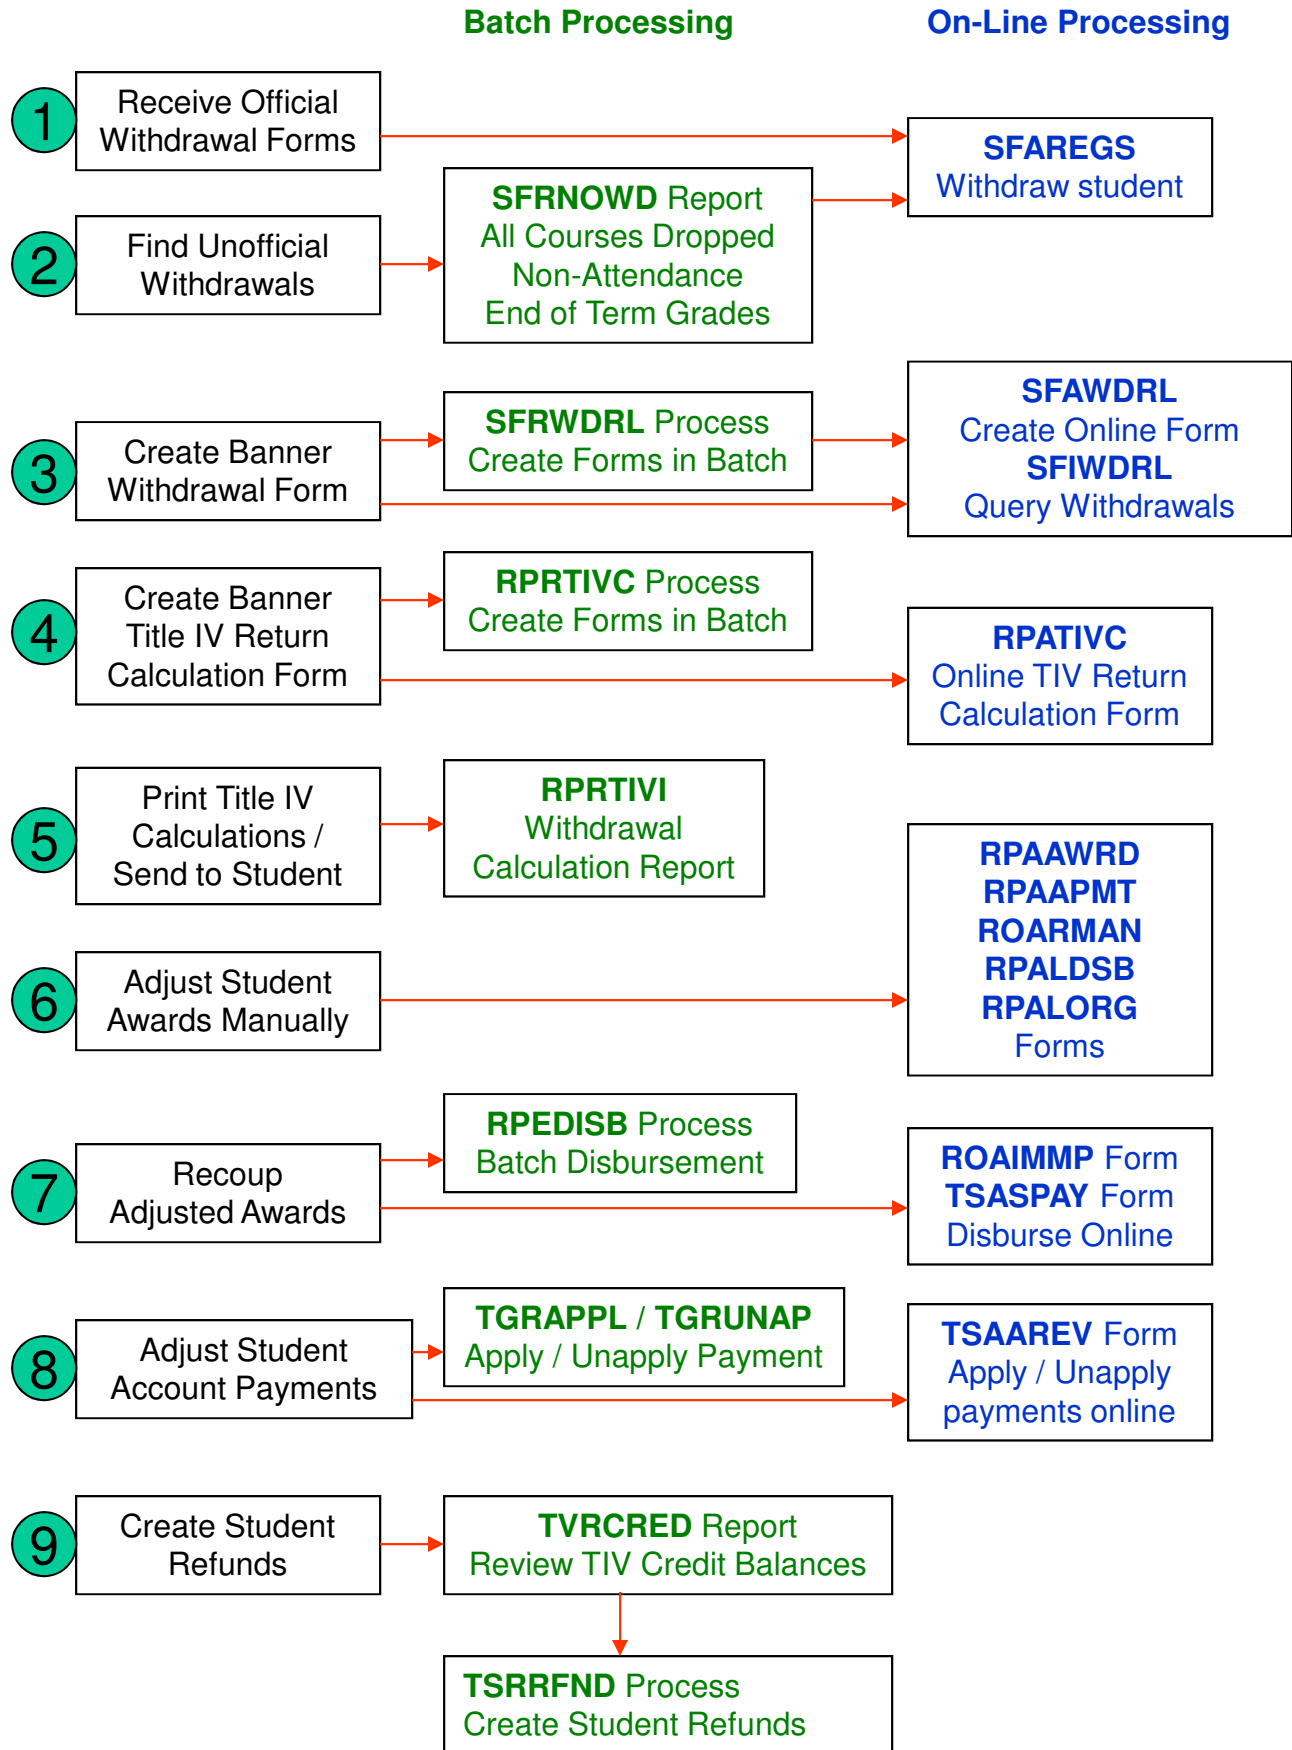 Batch Processing
On-Line Processing
1
Receive Official
Withdrawal Forms
SFAREGS
Withdraw student
2
Find Unofficial
Withdrawals
SFRNOWD Report
All Courses Dropped
Non-Attendance
End of Term Grades
3
Create Banner
Withdrawal Form
SFRWDRL Process
Create Forms in Batch
SFAWDRL
Create Online Form
SFIWDRL
Query Withdrawals
4
Create Banner
Title IV Return
Calculation Form
RPRTIVC Process
Create Forms in Batch
RPATIVC
Online TIV Return
Calculation Form
5
Print Title IV
Calculations /
Send to Student
RPRTIVI
Withdrawal
Calculation Report
6
Adjust Student
Awards Manually
RPAAWRD
RPAAPMT
ROARMAN
RPALDSB
RPALORG
Forms
7
Recoup
Adjusted Awards
RPEDISB Process
Batch Disbursement
ROAIMMP Form
TSASPAY Form
Disburse Online
8
Adjust Student
Account Payments
TGRAPPL / TGRUNAP
Apply / Unapply Payment
TSAAREV Form
Apply / Unapply
payments online
9
Create Student
Refunds
TVRCRED Report
Review TIV Credit Balances
TSRRFND Process
Create Student Refunds